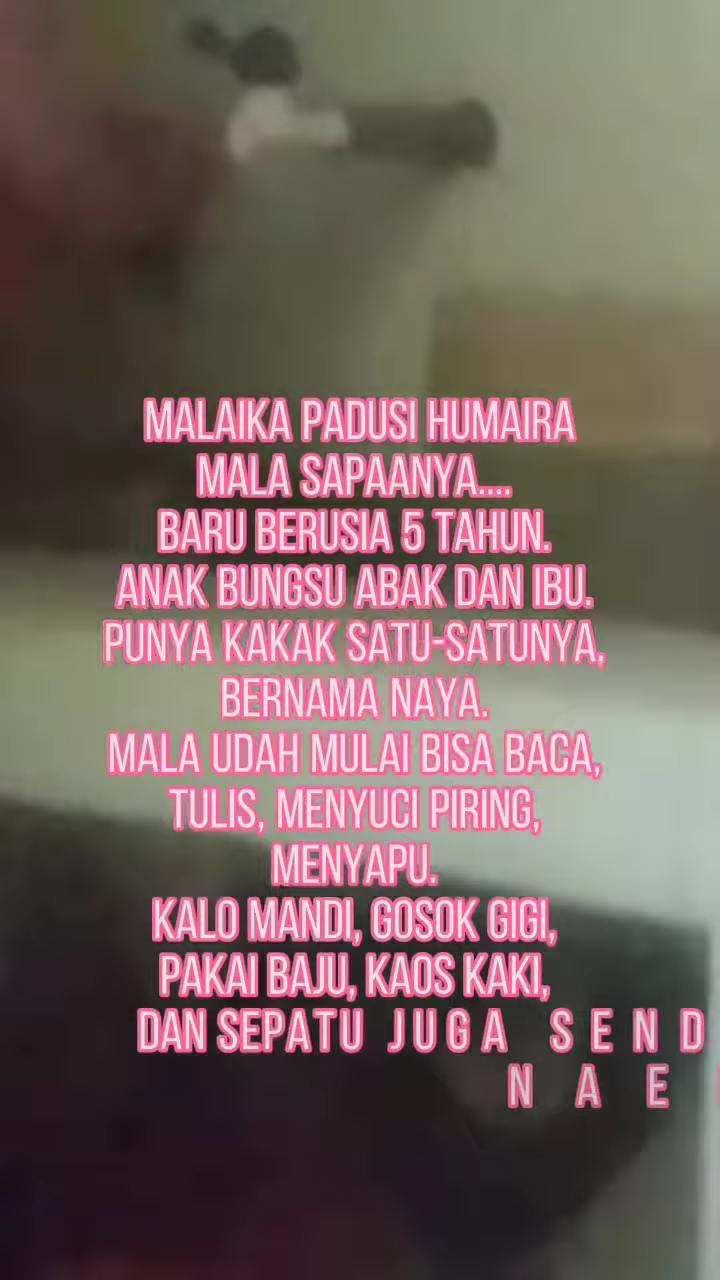 MALAIKA PADUSI HUMAIRA
MALA SAPAANYA....
BARU BERUSIA 5 TAHUN.
ANAK BUNGSU ABAK DAN IBU.
PUNYA KAKAK SATU-SATUNYA,
BERNAMA NAYA.
MALA UDAH MULAI BISA BACA,
TULIS, MENYUCI PIRING,
MENYAPU.
KALO MANDI, GOSOK GIGI,
PAKAI BAJU, KAOS KAKI,
DAN SEPATU JUGA SEND
NAE